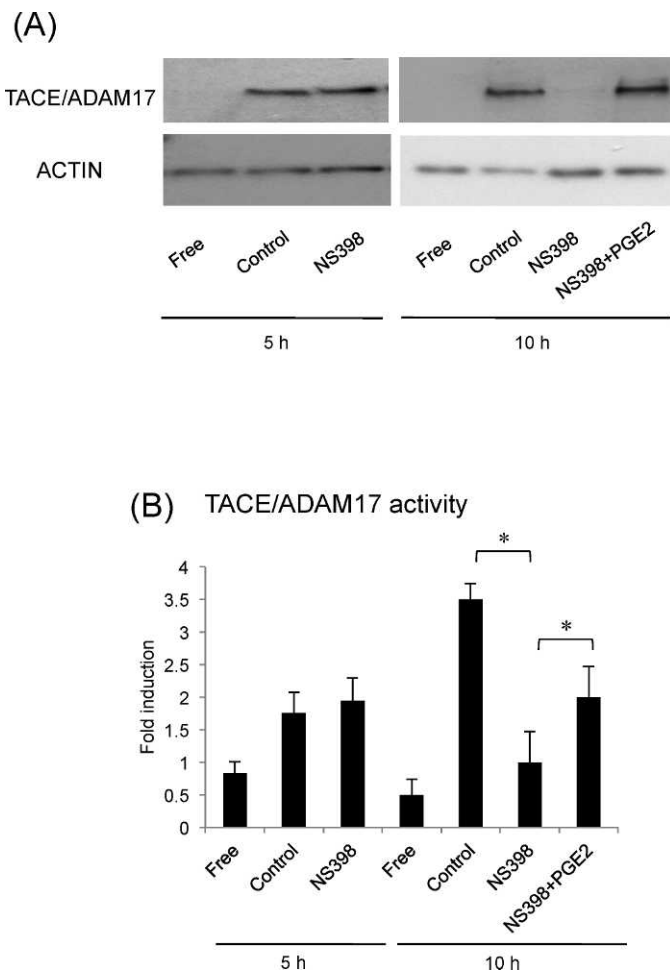 (A)
TACE/ADAM17
ACTIN
Free
Control
NS398
Free
Control
NS398
NS398+PGE2
5 h
10 h
(B) TACE/ADAM17 activity
*
*
Fold induction
4
3.5
3
2.5
2
1.5
1
0.5
0
Free
Control
NS398
Free
Control
NS398
NS398+PGE2
5 h
10 h